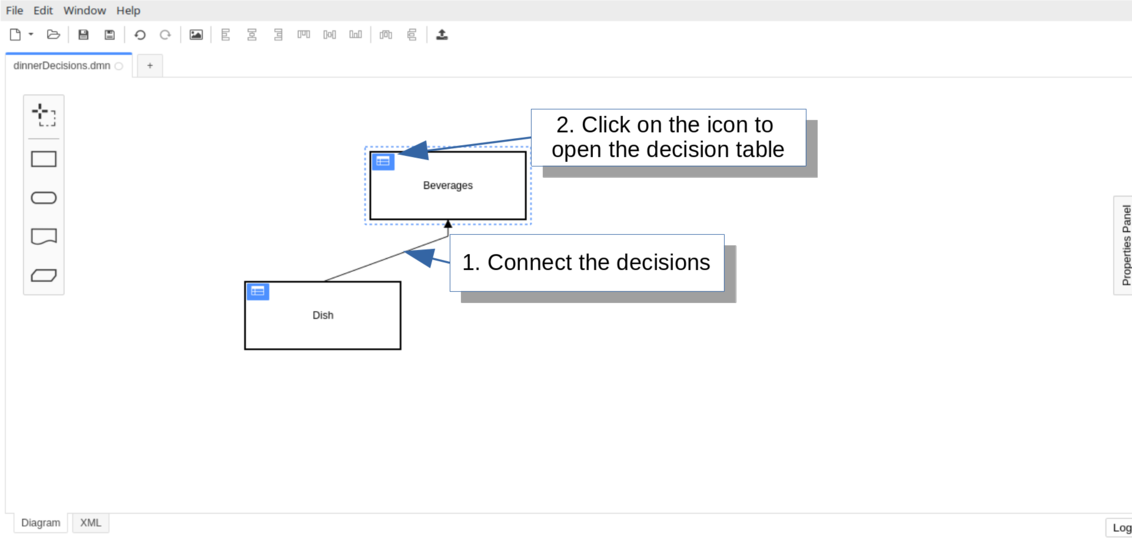 File Edit Window Help
dinnerDecisions.dmn
+
2. Click on the icon to
open the decision table
Beverages
1. Connect the decisions
Dish
Properties Panel
Diagram XML
Log